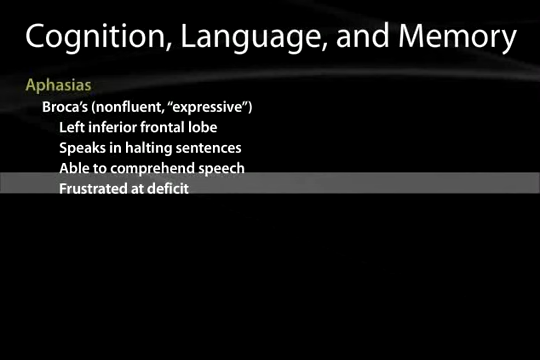 Cognition, Language, and Memory
Aphasias
Broca's (nonfluent, “expressive”)
Left inferior frontal lobe
Speaks in halting sentences
Able to comprehend speech
Frustrated at deficit